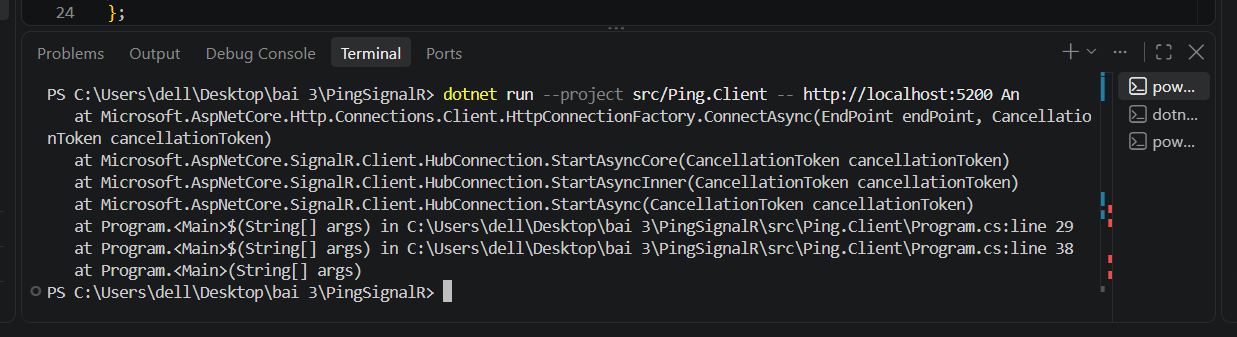 24 };
Problems Output Debug Console Terminal Ports
PS C:\Users\dell\Desktop\bai 3\PingSignalR> dotnet run --project src/Ping.Client -- http://localhost:5200 An
at Microsoft.AspNetCore.Http.Connections.Client.HttpConnectionFactory.ConnectAsync(EndPoint endPoint, Cancellatio
nToken cancellationToken)
at Microsoft.AspNetCore.SignalR.Client.HubConnection.StartAsyncCore(CancellationToken cancellationToken)
at Microsoft.AspNetCore.SignalR.Client.HubConnection.StartAsyncInner(CancellationToken cancellationToken)
at Microsoft.AspNetCore.SignalR.Client.HubConnection.StartAsync(CancellationToken cancellationToken)
at Program.<Main>$(String[] args) in C:\Users\dell\Desktop\bai 3\PingSignalR\src\Ping.Client\Program.cs:line 29
at Program.<Main>$(String[] args) in C:\Users\dell\Desktop\bai 3\PingSignalR\src\Ping.Client\Program.cs:line 38
at Program.<Main>(String[] args)
PS C:\Users\dell\Desktop\bai 3\PingSignalR>
pow...
dotn...
pow...